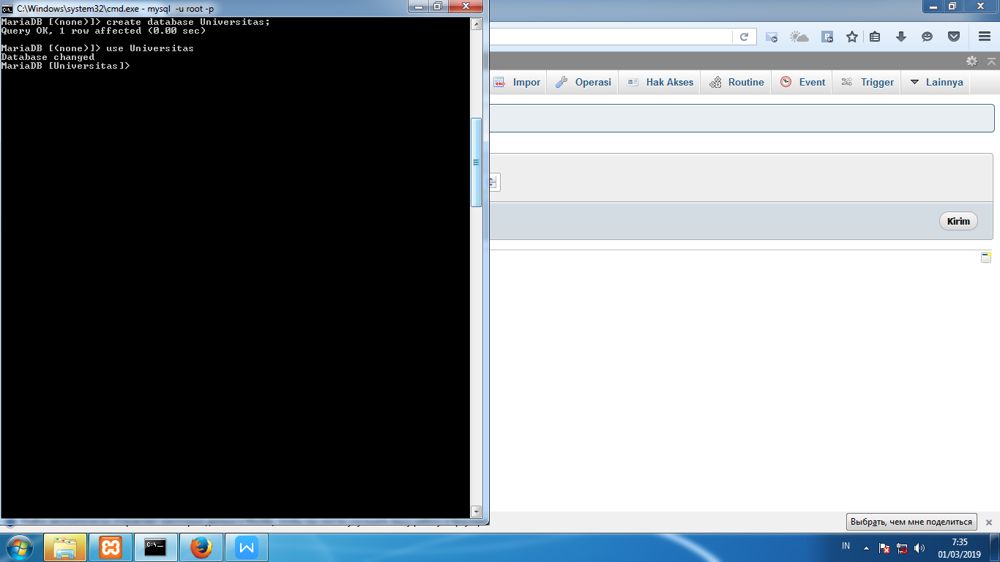 C:\Windows\system32\cmd.exe - mysql -u root -p
MariaDB [(none)]> create database Universitas;
Query OK, 1 row affected (0.00 sec)
MariaDB [(none)]> use Universitas
Database changed
MariaDB [Universitas]>
Impor
Operasi
Hak Akses
Routine
Event
Trigger
Lainnya
Kirim
Выбрать, чем мне поделиться
IN
7:35
01/03/2019